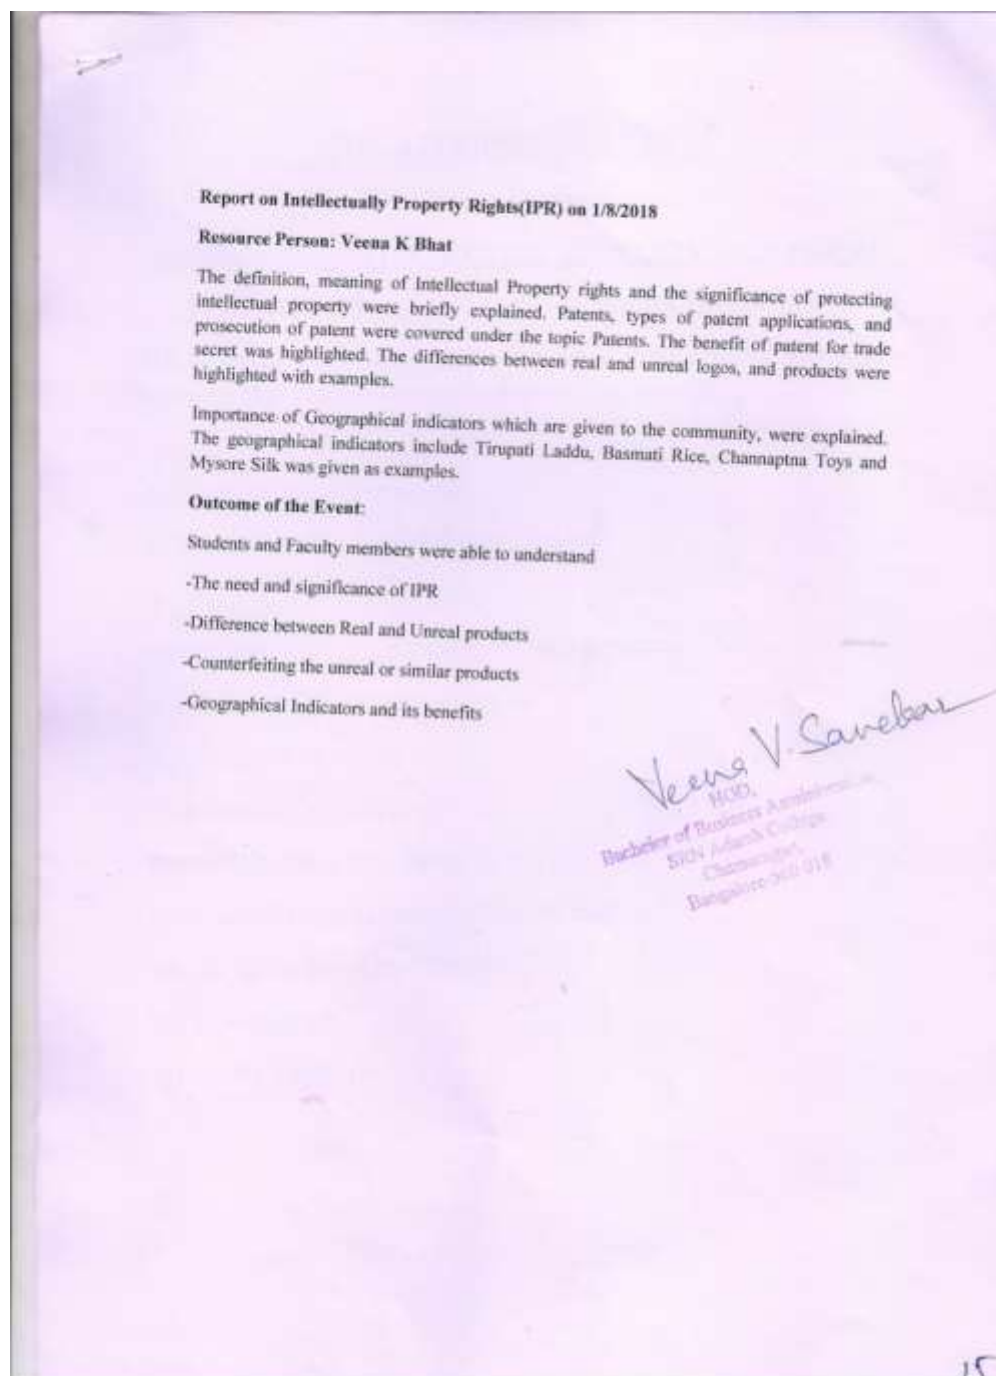 Report on Intellectually Property Rights(IPR) on 1/8/2018
Resource Person: Veena K Bhat
The definition, meaning of Intellectual Property rights and the significance of protecting
intellectual property were briefly explained. Patents, types of patent applications, and
prosecution of patent were covered under the topic Patents. The benefit of patent for trade
secret was highlighted. The differences between real and unreal logos, and products were
highlighted with examples.
Importance of Geographical indicators which are given to the community, were explained.
The geographical indicators include Tirupati Laddu, Basmati Rice, Channaptna Toys and
Mysore Silk was given as examples.
Outcome of the Event:
Students and Faculty members were able to understand
-The need and significance of IPR
-Difference between Real and Unreal products
-Counterfeiting the unreal or similar products
-Geographical Indicators and its benefits
Veena V. Sanekar
HOD,
Bachelor of Business
SRN Adarsh College
Bangalore-560 018
15